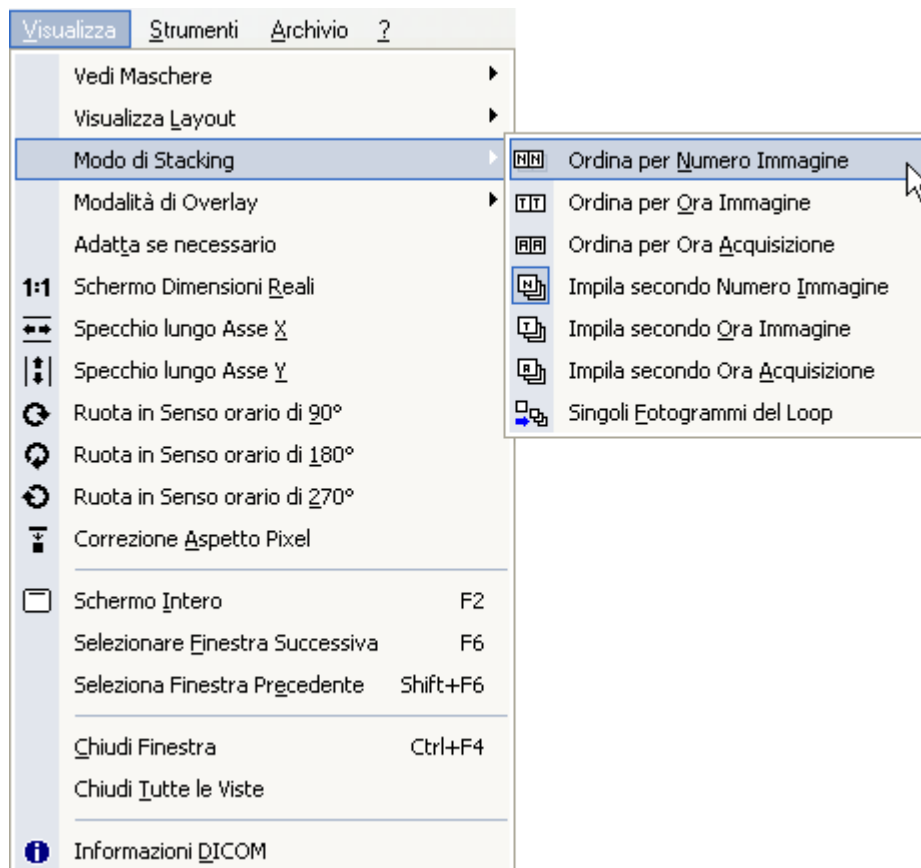 Visualizza Strumenti Archivio ?
Vedi Maschere
Visualizza Layout
Modo di Stacking
Modalità di Overlay
Adatta se necessario
1:1 Schermo Dimensioni Reali
Specchio lungo Asse X
Specchio lungo Asse Y
Ruota in Senso orario di 90°
Ruota in Senso orario di 180°
Ruota in Senso orario di 270°
Correzione Aspetto Pixel
Schermo Intero F2
Selezionare Finestra Successiva F6
Seleziona Finestra Precedente Shift+F6
Chiudi Finestra Ctrl+F4
Chiudi Tutte le Viste
i Informazioni DICOM
NN Ordina per Numero Immagine
TT Ordina per Ora Immagine
AA Ordina per Ora Acquisizione
N Impila secondo Numero Immagine
T Impila secondo Ora Immagine
A Impila secondo Ora Acquisizione
Singoli Fotogrammi del Loop